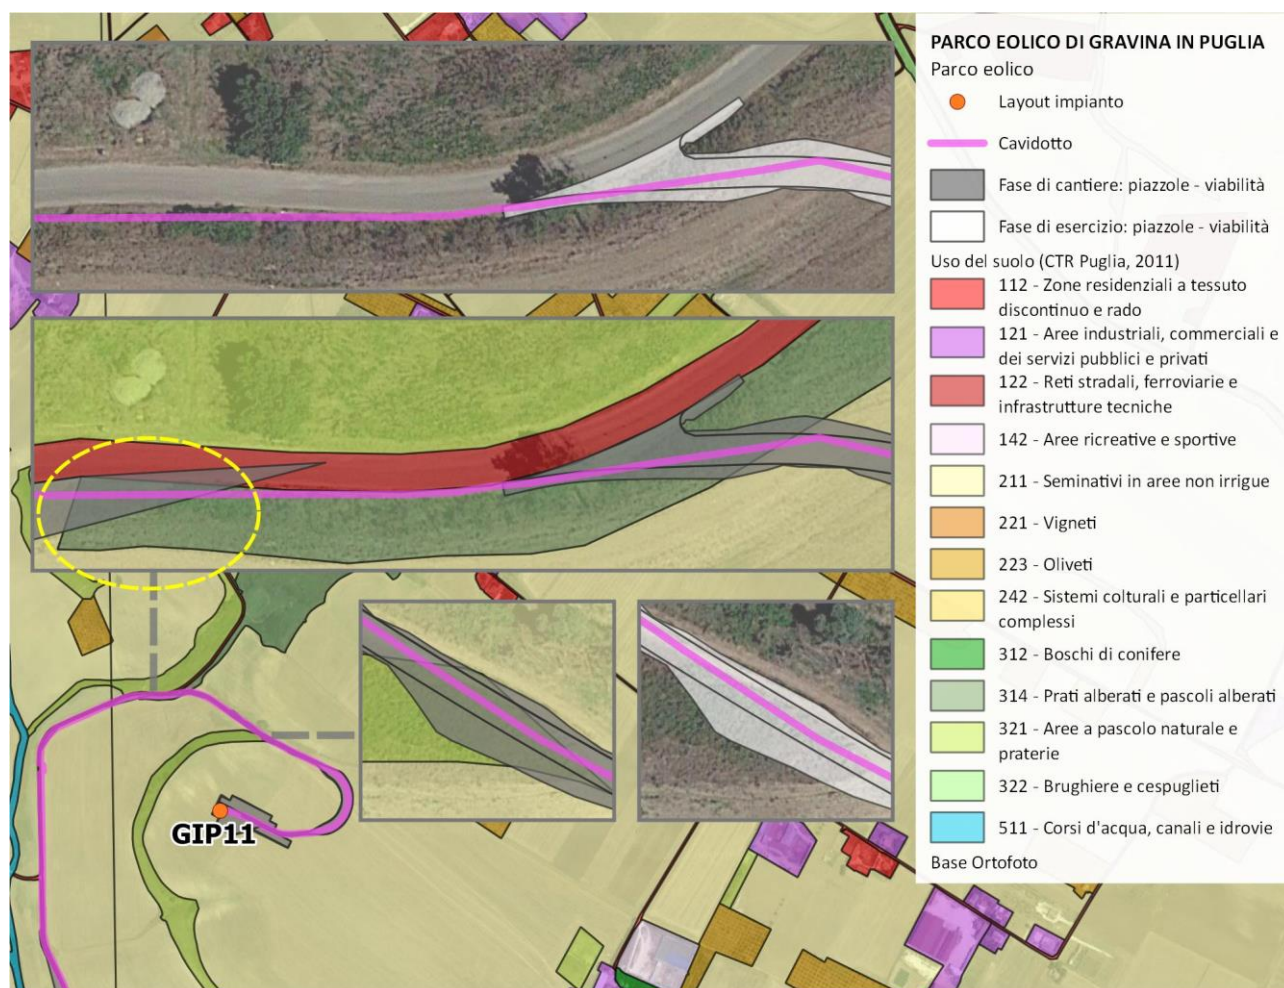 PARCO EOLICO DI GRAVINA IN PUGLIA
Parco eolico
Layout impianto
Cavidotto
Fase di cantiere: piazzole - viabilità
Fase di esercizio: piazzole - viabilità
Uso del suolo (CTR Puglia, 2011)
112 - Zone residenziali a tessuto
discontinuo e rado
121 - Aree industriali, commerciali e
dei servizi pubblici e privati
122 - Reti stradali, ferroviarie e
infrastrutture tecniche
142 - Aree ricreative e sportive
211 - Seminativi in aree non irrigue
221 - Vigneti
223 - Oliveti
242 - Sistemi colturali e particellari
complessi
312 - Boschi di conifere
314 - Prati alberati e pascoli alberati
321 - Aree a pascolo naturale e
praterie
322 - Brughiere e cespuglieti
511 - Corsi d'acqua, canali e idrovie
Base Ortofoto
GIP11